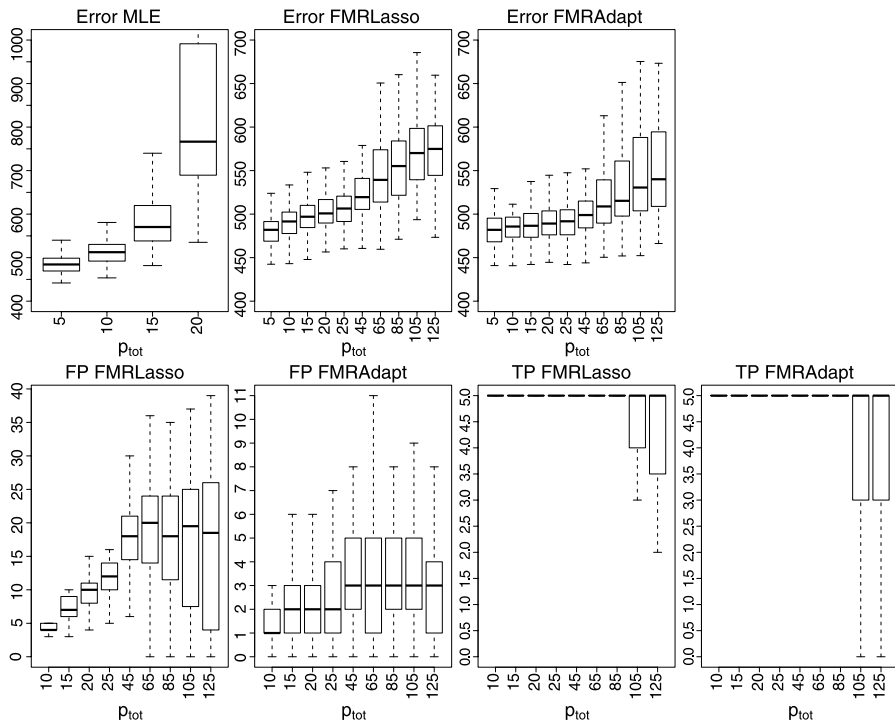 Error MLE
400 500 600 700 800 900 1000
5 10 15 20
ptot
Error FMRLasso
400 450 500 550 600 650 700
5 10 15 20 25 45 65 85 105 125
ptot
Error FMRAdapt
400 450 500 550 600 650 700
5 10 15 20 25 45 65 85 105 125
ptot
FP FMRLasso
0 5 10 15 20 25 30 35 40
10 15 20 25 45 65 85 105 125
ptot
FP FMRAdapt
0 1 2 3 4 5 6 7 8 9 10 11
10 15 20 25 45 65 85 105 125
ptot
TP FMRLasso
0.0 0.5 1.0 1.5 2.0 2.5 3.0 3.5 4.0 4.5 5.0
10 15 20 25 45 65 85 105 125
ptot
TP FMRAdapt
0.0 0.5 1.0 1.5 2.0 2.5 3.0 3.5 4.0 4.5 5.0
10 15 20 25 45 65 85 105 125
ptot